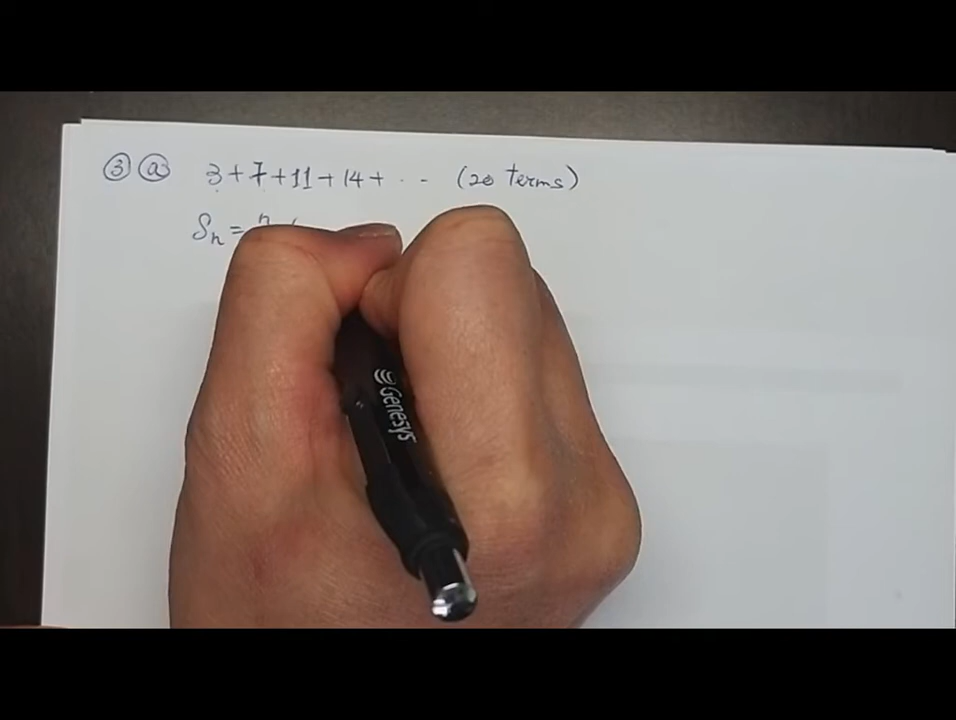 ③ ⓐ 3+7+11+14+ ... (20 terms)
Sn = n (
Genesys